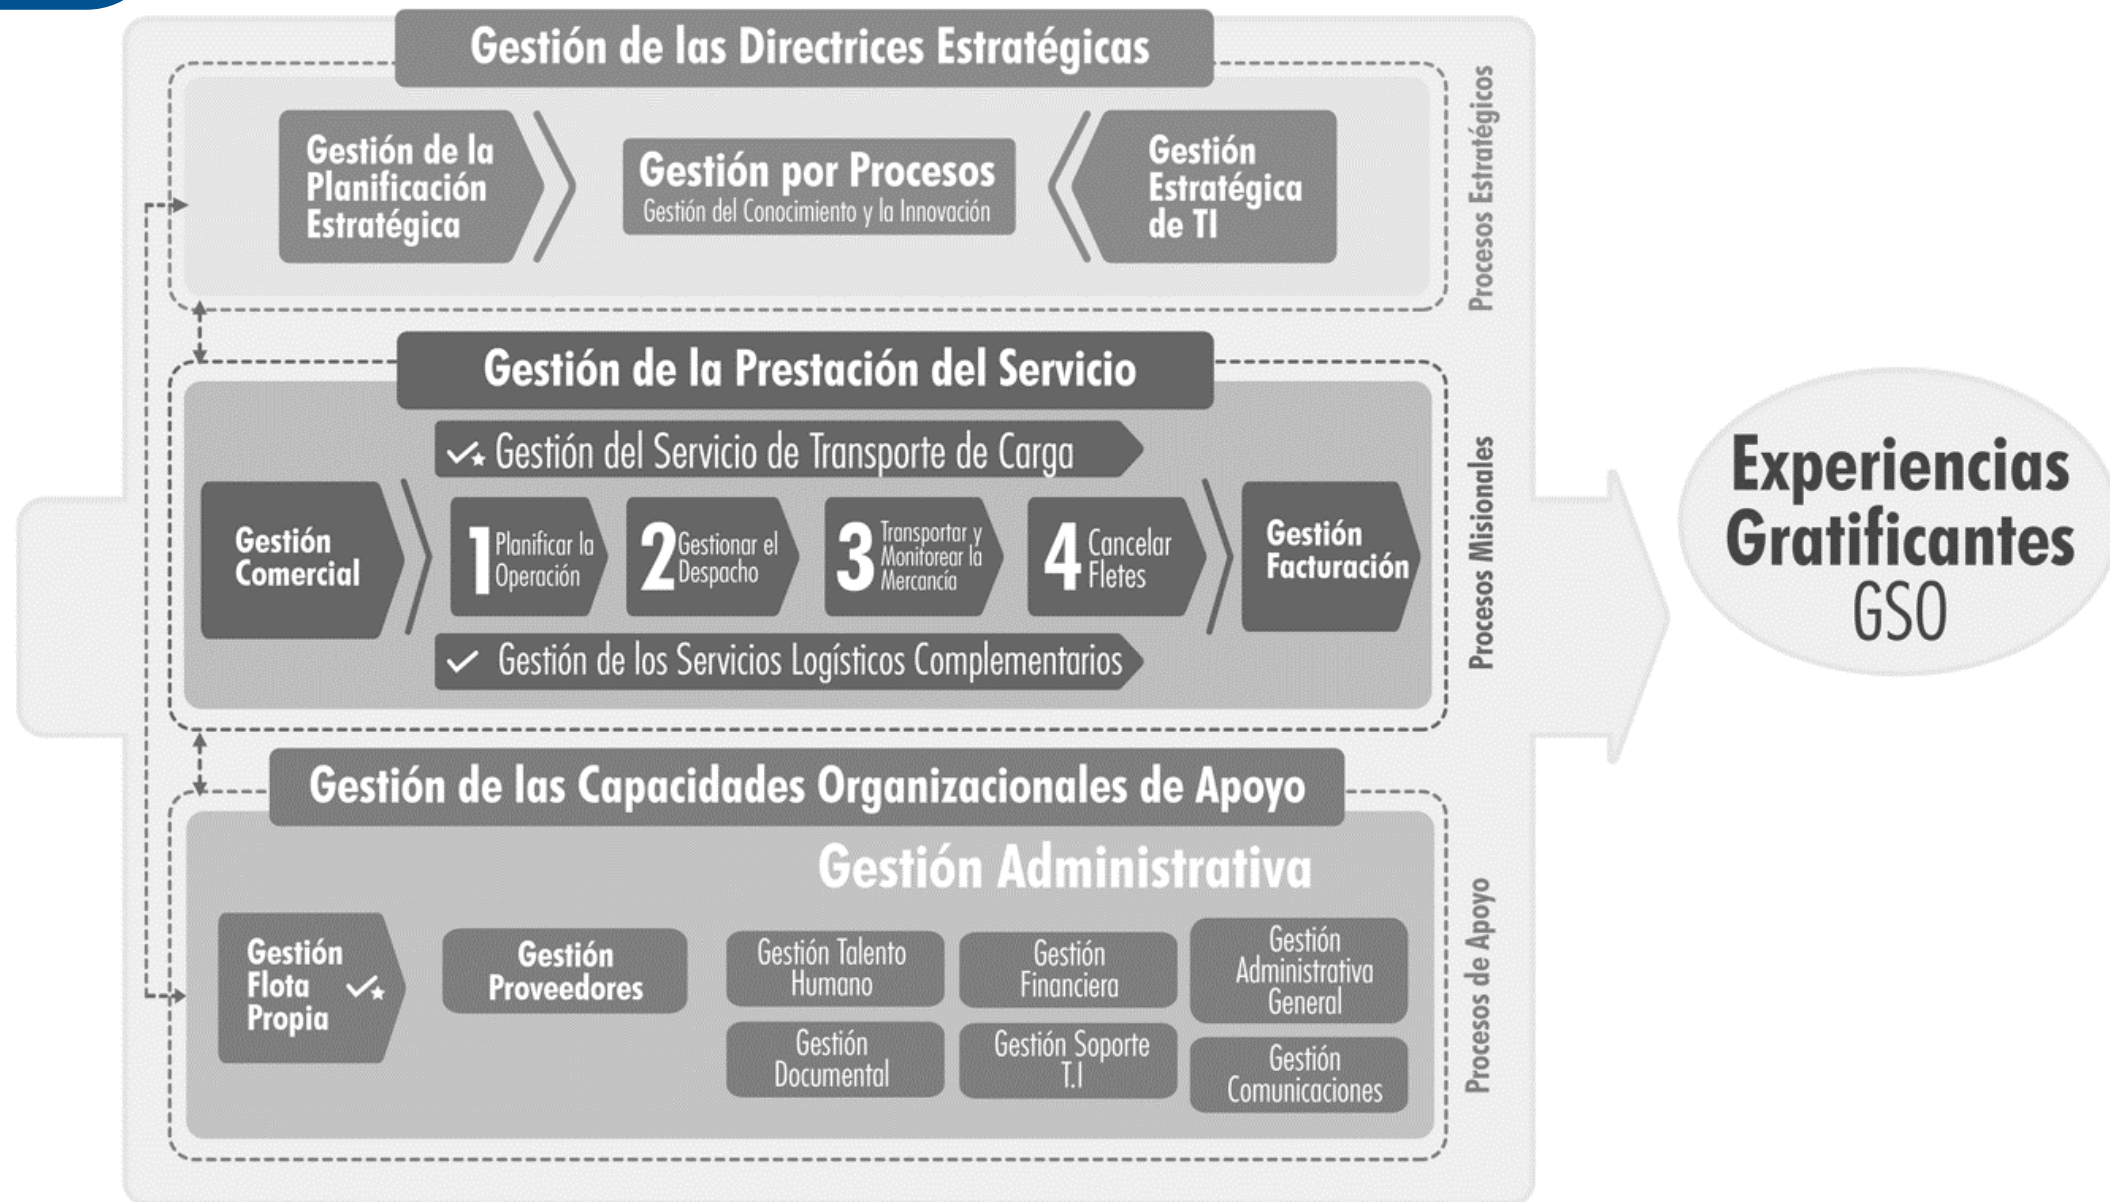 Gestión de las Directrices Estratégicas
Gestión de la
Planificación
Estratégica
Gestión por Procesos
Gestión del Conocimiento y la Innovación
Gestión
Estratégica
de TI
Procesos Estratégicos
Gestión de la Prestación del Servicio
Gestión del Servicio de Transporte de Carga
Gestión
Comercial
1 Planificar la
Operación
2 Gestionar el
Despacho
3 Transportar y
Monitorear la
Mercancía
4 Cancelar
Fletes
Gestión
Facturación
Gestión de los Servicios Logísticos Complementarios
Procesos Misionales
Gestión de las Capacidades Organizacionales de Apoyo
Gestión Administrativa
Gestión
Flota
Propia
Gestión
Proveedores
Gestión Talento
Humano
Gestión
Financiera
Gestión
Administrativa
General
Gestión
Documental
Gestión Soporte
T.I
Gestión
Comunicaciones
Procesos de Apoyo
Experiencias
Gratificantes
GSO